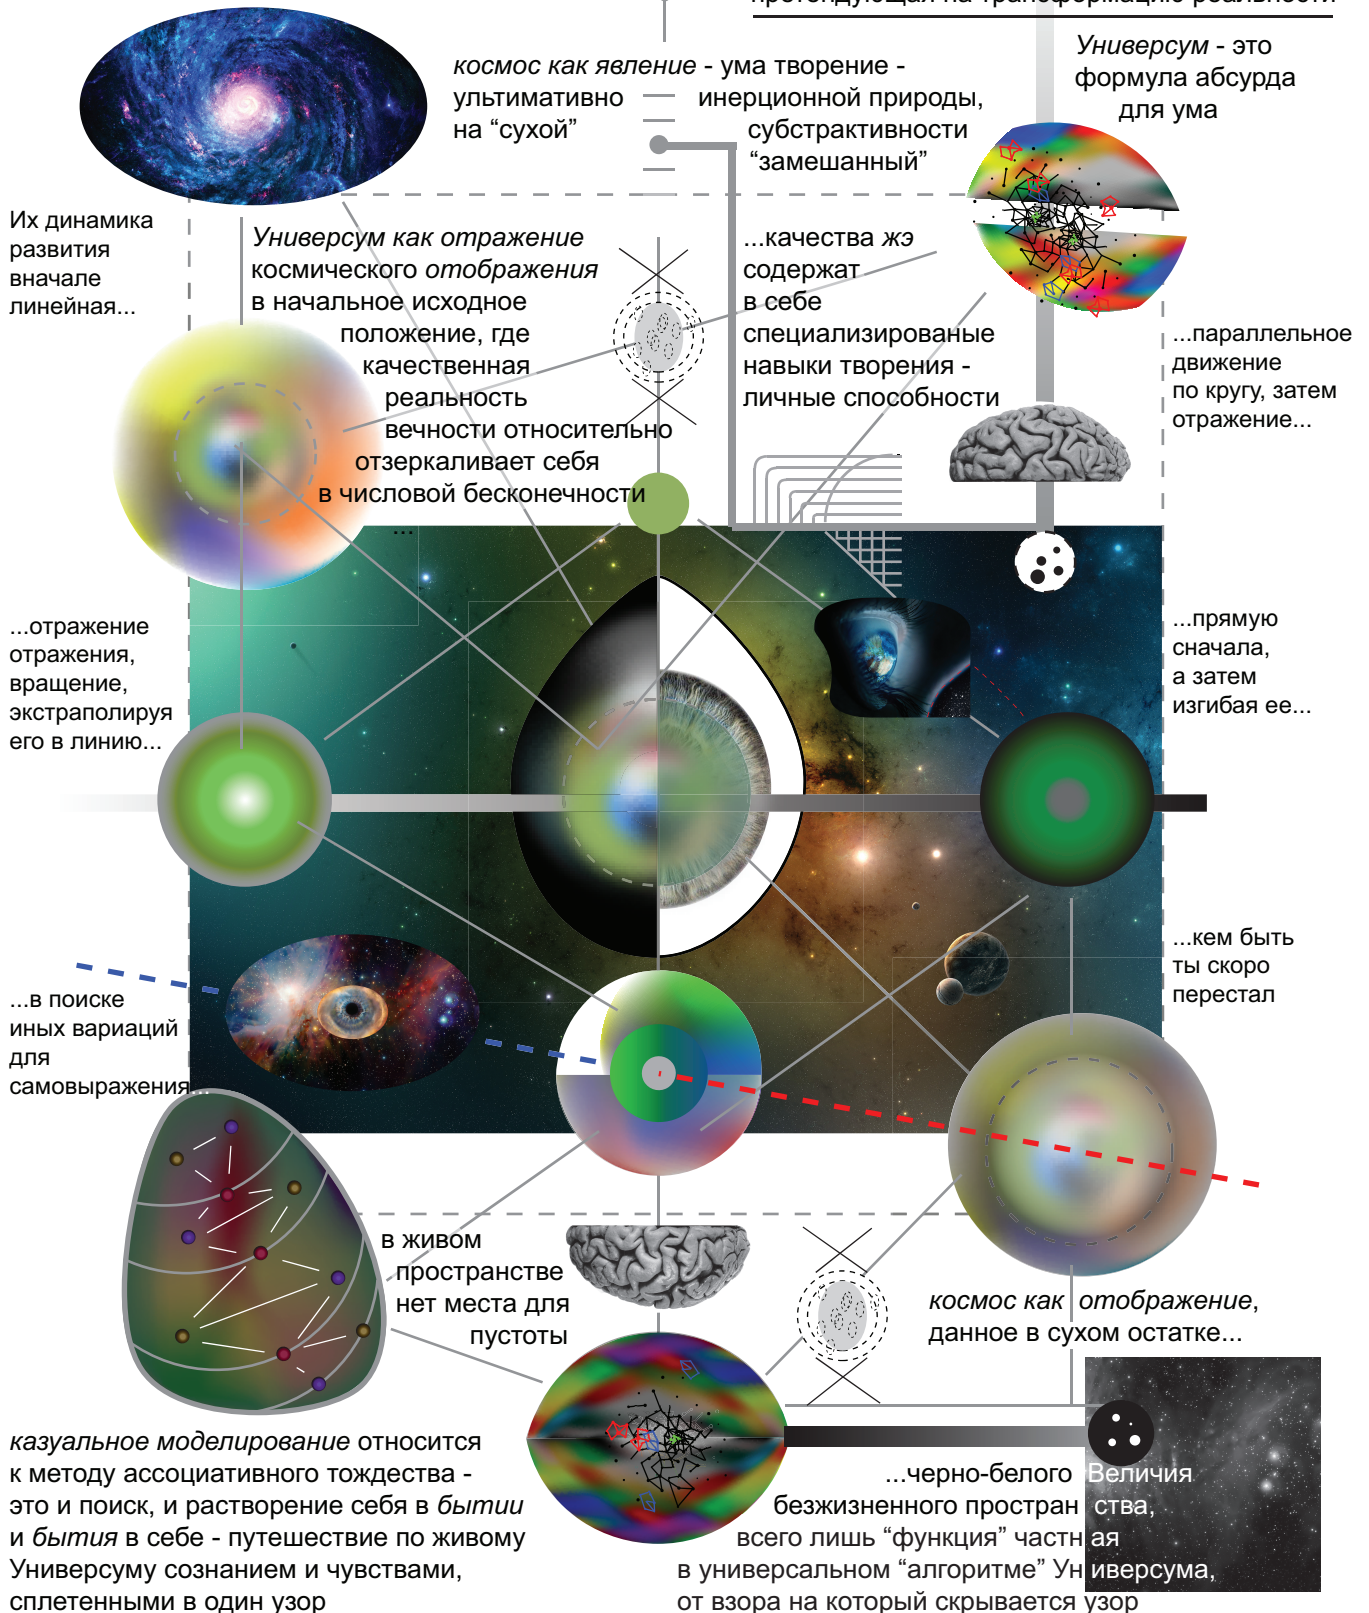 претендующая на трансформацию реальности
космос как явление - ума творение -
ультимативно инерционной природы,
на “сухой” субстрактивности
“замешанный”
Универсум - это
формула абсурда
для ума
Их динамика
развития
вначале
линейная...
Универсум как отражение
космического отображения
в начальное исходное
положение, где
качественная
реальность
вечности относительно
отзеркаливает себя
в числовой бесконечности
...
...качества жэ
содержат
в себе
специализированые
навыки творения -
личные способности
...параллельное
движение
по кругу, затем
отражение...
...отражение
отражения,
вращение,
экстраполируя
его в линию...
...прямую
сначала,
а затем
изгибая ее...
...кем быть
ты скоро
перестал
...в поиске
иных вариаций
для
самовыражения...
в живом
пространстве
нет места для
пустоты
космос как отображение,
данное в сухом остатке...
казуальное моделирование относится
к методу ассоциативного тождества -
это и поиск, и растворение себя в бытии
и бытия в себе - путешествие по живому
Универсуму сознанием и чувствами,
сплетенными в один узор
...черно-белого Величия
безжизненного пространства,
всего лишь “функция” частная
в универсальном “алгоритме” Универсума,
от взора на который скрывается узор